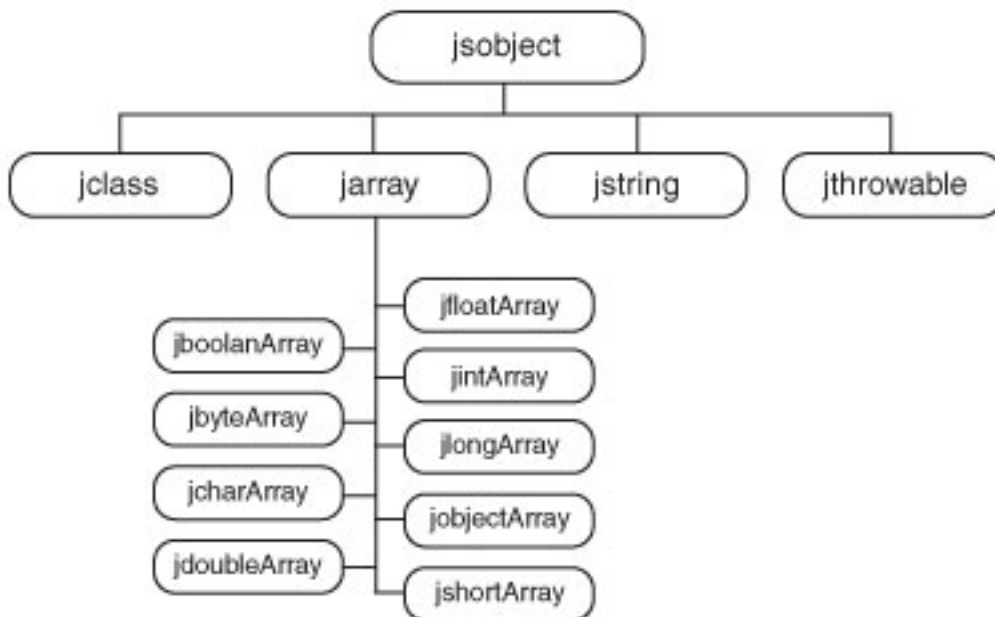 jsobject
jclass
jarray
jstring
jthrowable
jfloatArray
jboolanArray
jintArray
jbyteArray
jlongArray
jcharArray
jobjectArray
jdoubleArray
jshortArray